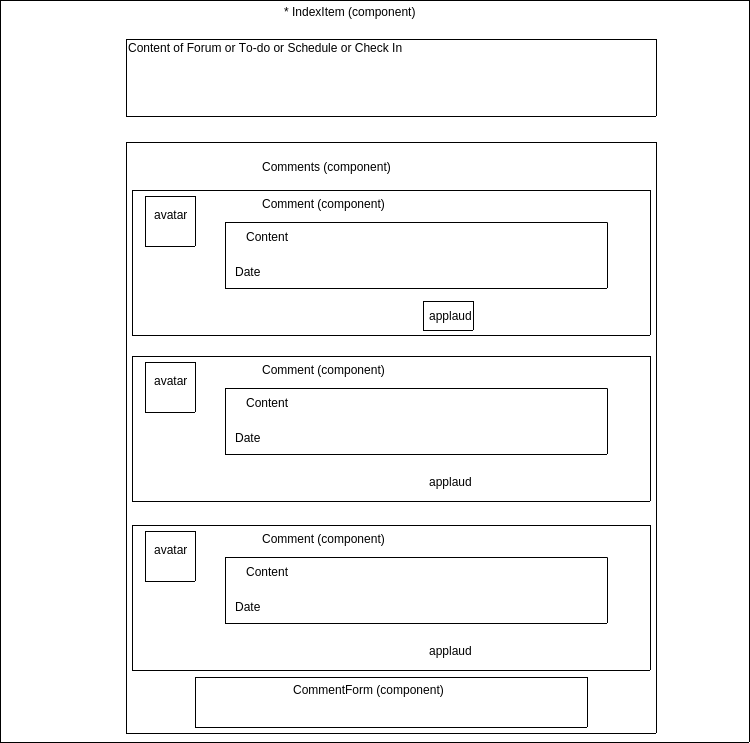 * IndexItem (component)
Content of Forum or To-do or Schedule or Check In
Comments (component)
avatar
Comment (component)
Content
Date
applaud
avatar
Comment (component)
Content
Date
applaud
avatar
Comment (component)
Content
Date
applaud
CommentForm (component)